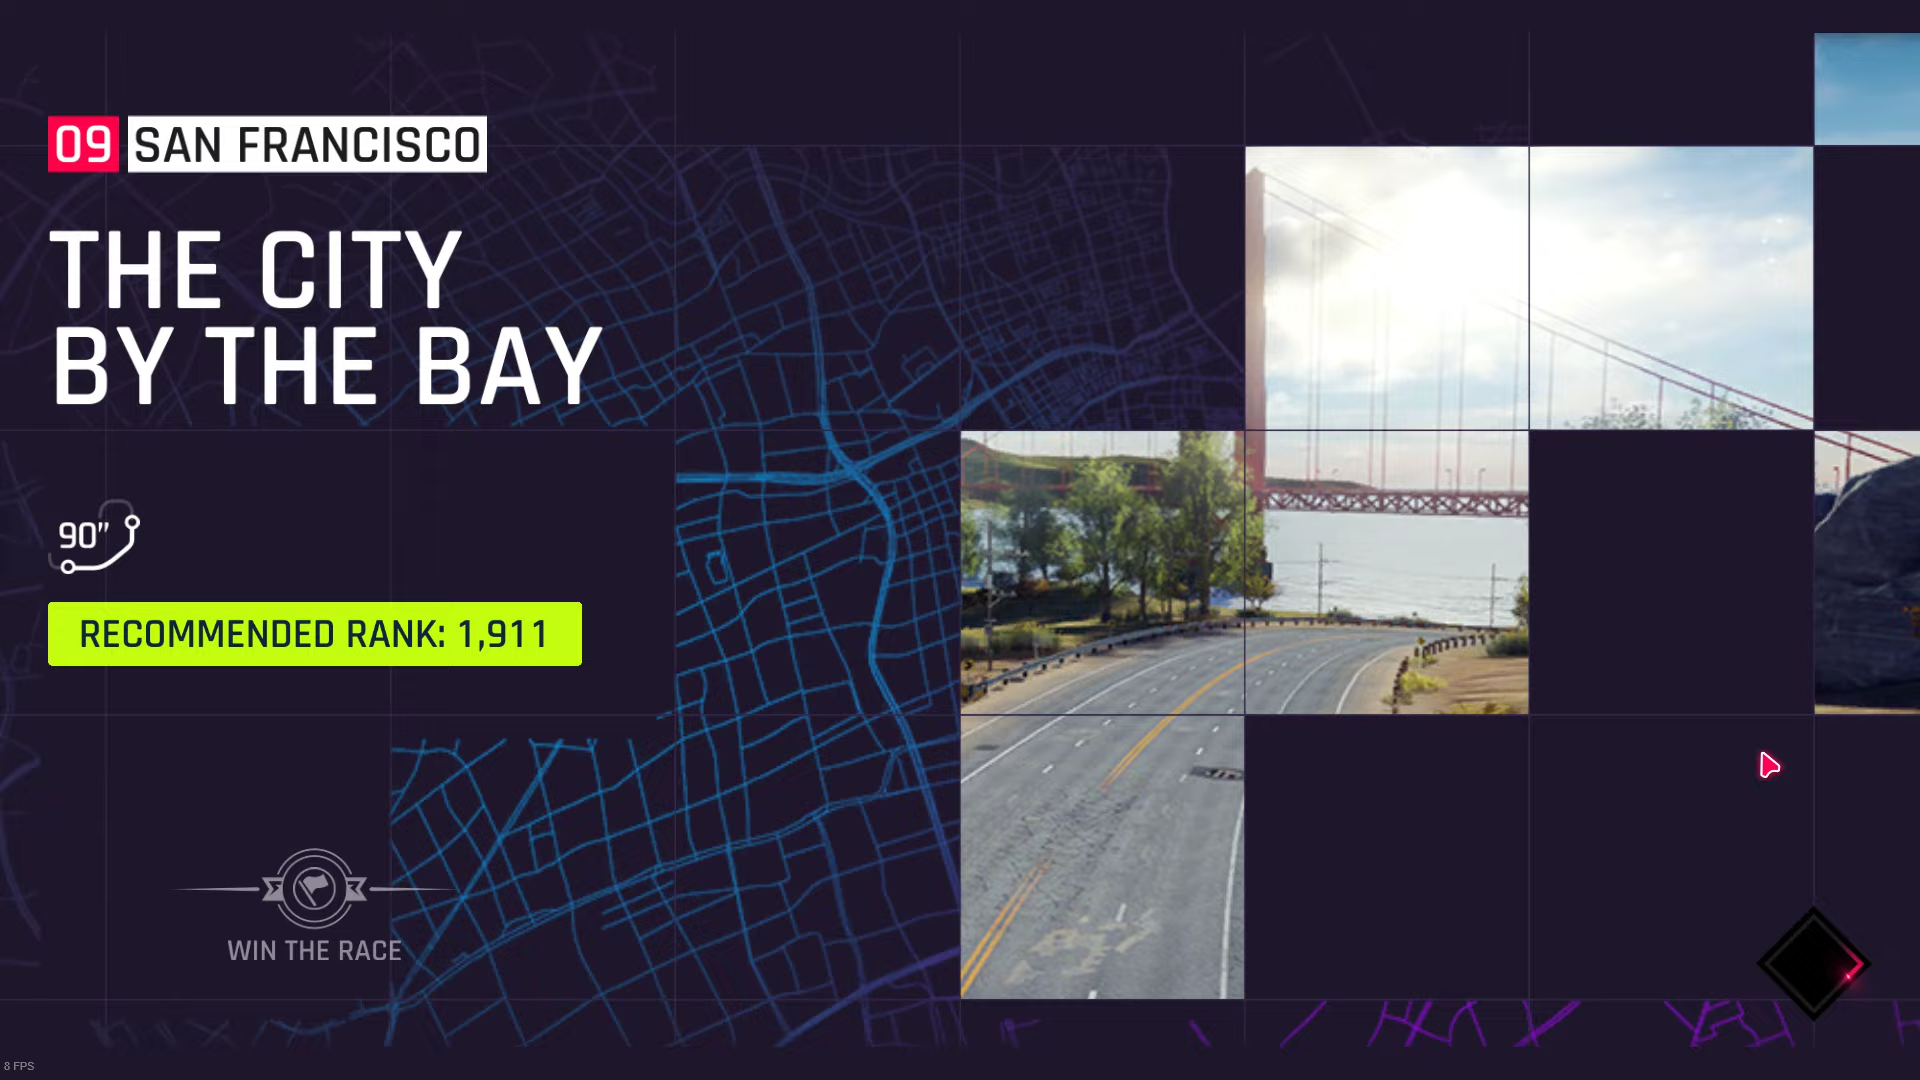 09 SAN FRANCISCO
THE CITY
BY THE BAY
90"
RECOMMENDED RANK: 1,911
WIN THE RACE
8 FPS